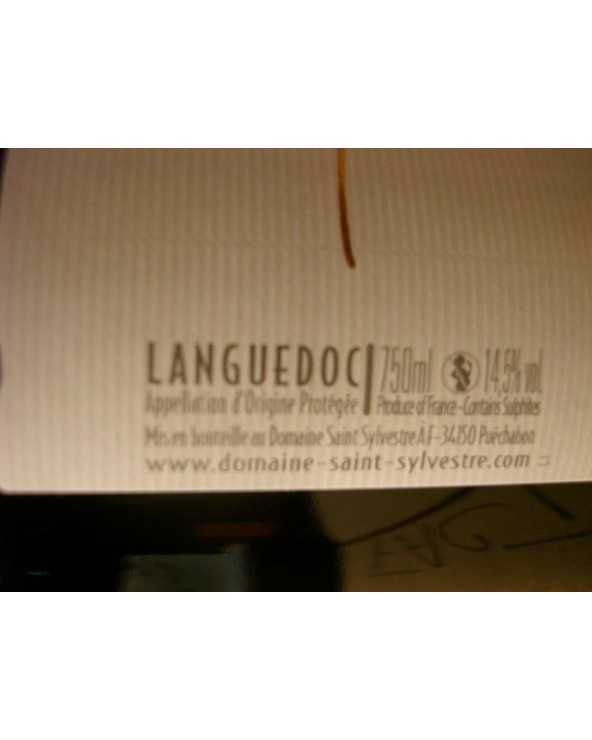 LANGUEDOC 750ml 14,5% vol.
Appellation d'Origine Protégée Produce of France - Contains Sulphites
Mis en bouteille au Domaine Saint Sylvestre A F - 34150 Puéchabon
www.domaine-saint-sylvestre.com